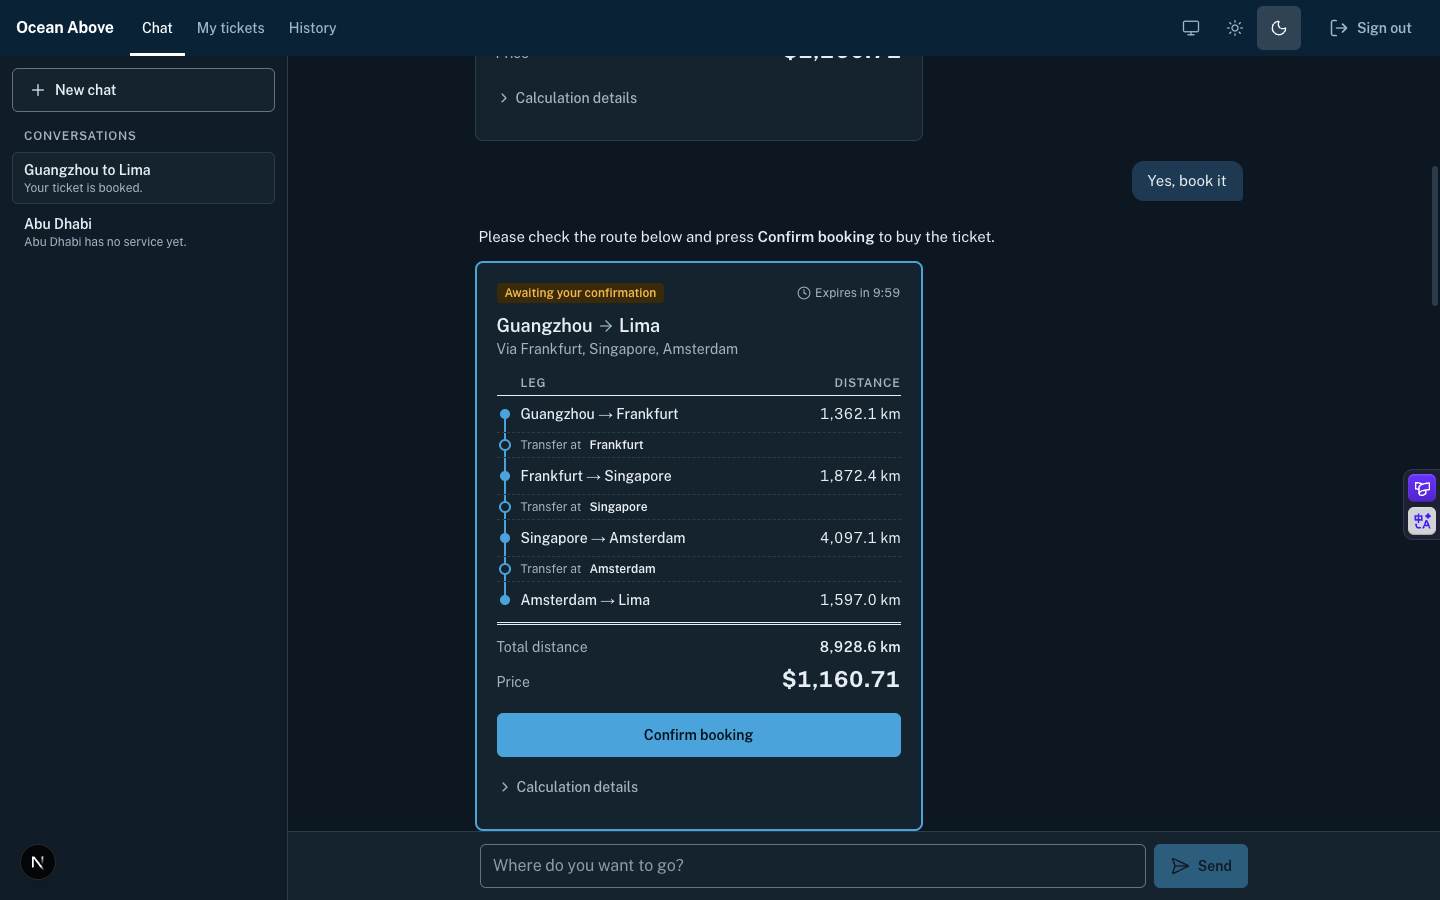 Ocean Above
Chat
My tickets
History
Sign out
New chat
CONVERSATIONS
Guangzhou to Lima
Your ticket is booked.
Abu Dhabi
Abu Dhabi has no service yet.
Calculation details
Yes, book it
Please check the route below and press Confirm booking to buy the ticket.
Awaiting your confirmation
Expires in 9:59
Guangzhou → Lima
Via Frankfurt, Singapore, Amsterdam
LEG DISTANCE
Guangzhou → Frankfurt 1,362.1 km
Transfer at Frankfurt
Frankfurt → Singapore 1,872.4 km
Transfer at Singapore
Singapore → Amsterdam 4,097.1 km
Transfer at Amsterdam
Amsterdam → Lima 1,597.0 km
Total distance 8,928.6 km
Price $1,160.71
Confirm booking
Calculation details
Where do you want to go?
Send